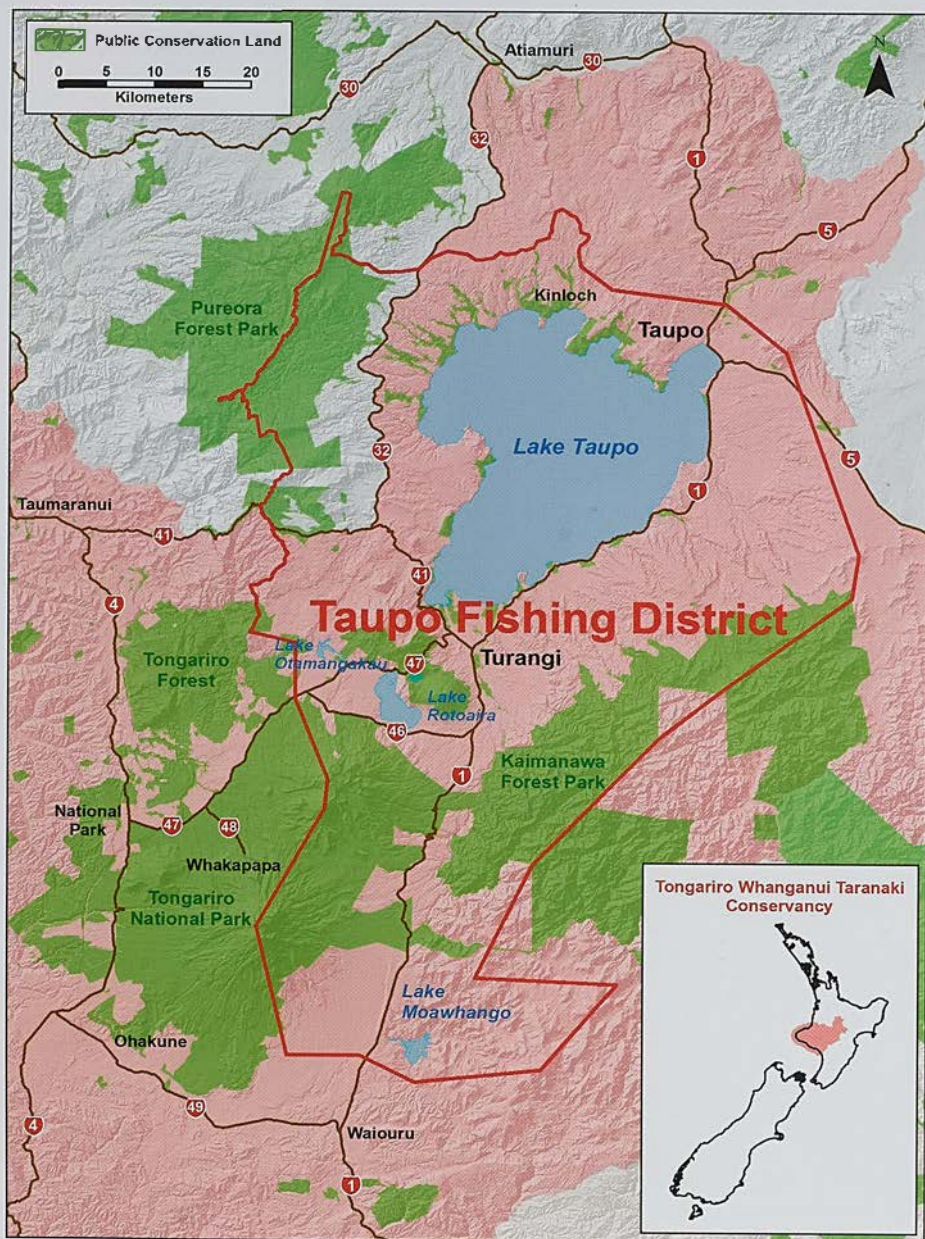 Public Conservation Land
0 5 10 15 20
Kilometers
N
Atiamuri
30
30
32
1
5
Pureora
Forest Park
Kinloch
Taupo
Lake Taupo
32
5
1
Taumaranui
41
41
4
Taupo Fishing District
Tongariro
Forest
Lake
Otamangakau
47
Turangi
Lake
Rotoaira
46
1
Kaimanawa
Forest Park
National
Park
47
48
Whakapapa
Tongariro
National Park
Lake
Moawhango
Ohakune
49
4
Waiouru
1
Tongariro Whanganui Taranaki
Conservancy